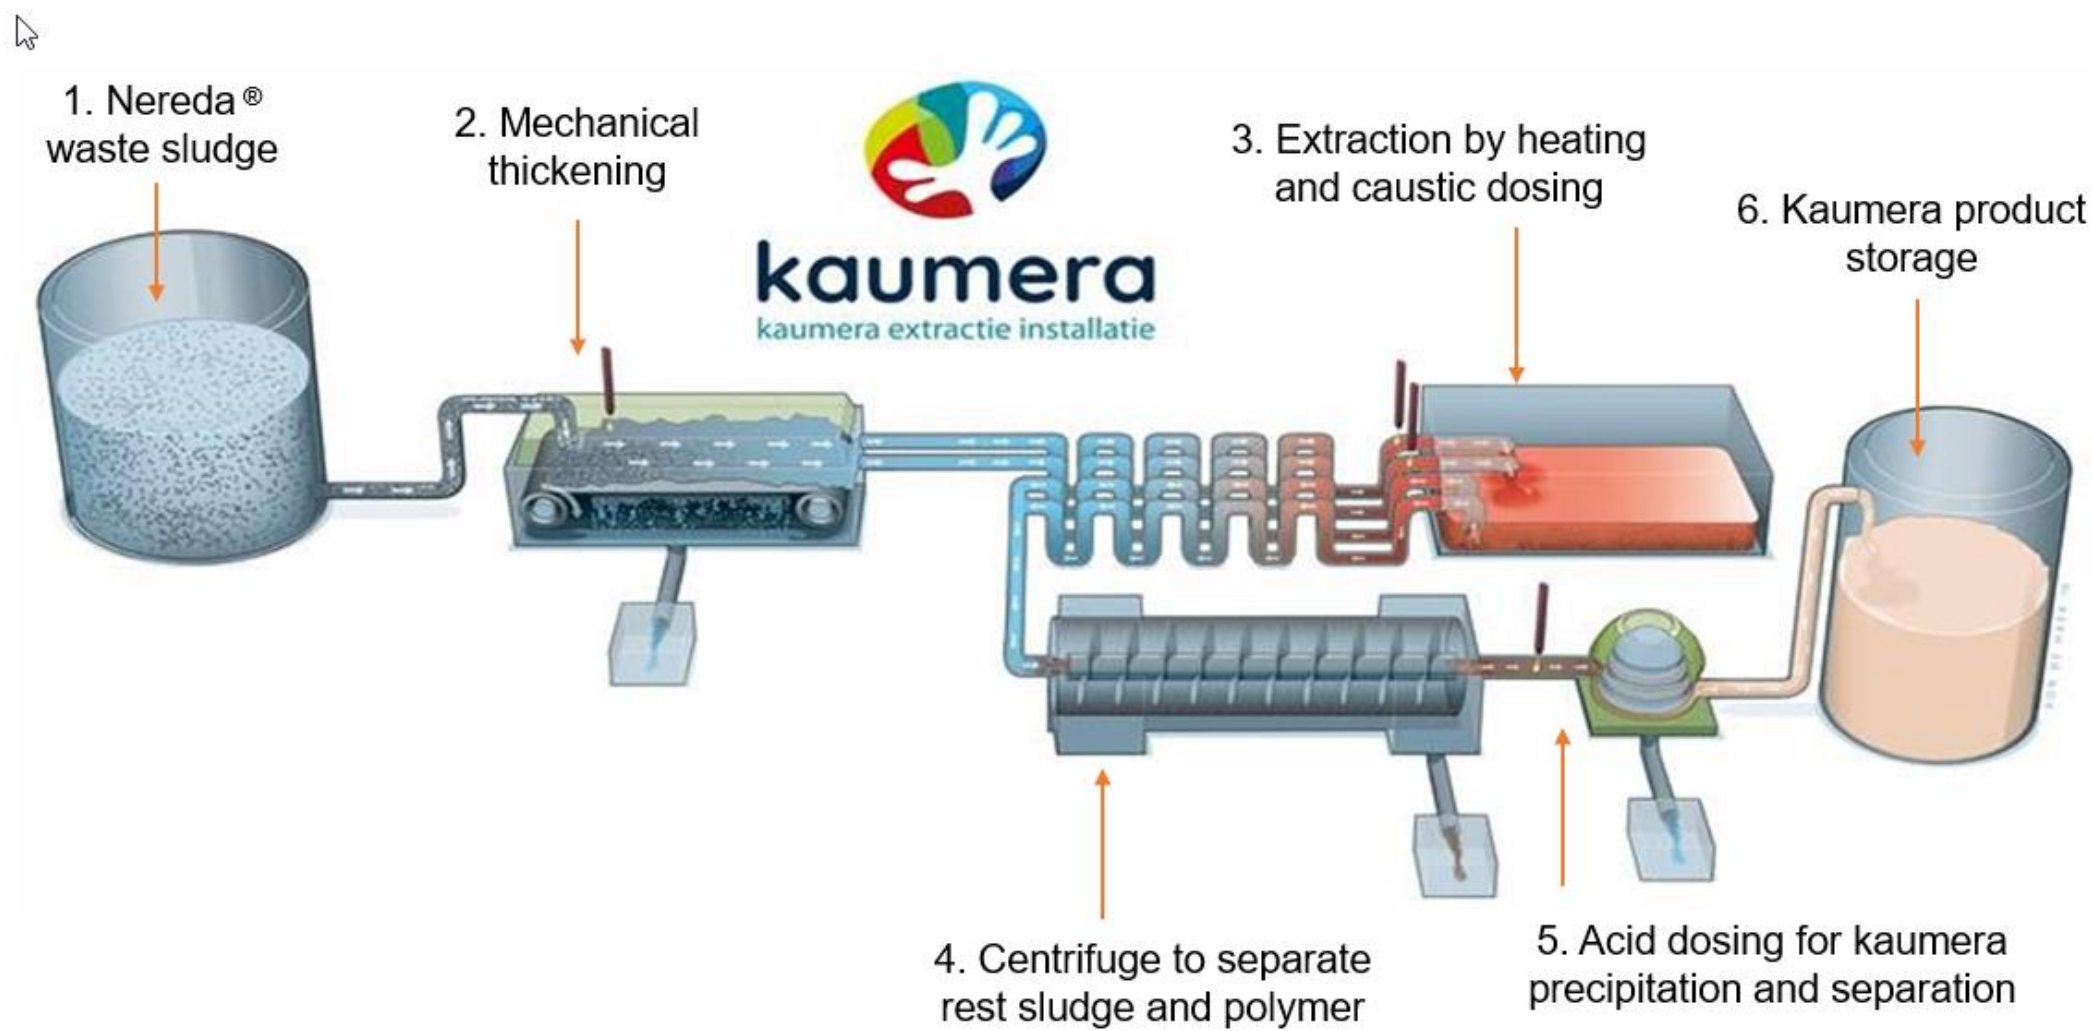 1. Nereda®
waste sludge
2. Mechanical
thickening
kaumera
kaumera extractie installatie
3. Extraction by heating
and caustic dosing
6. Kaumera product
storage
4. Centrifuge to separate
rest sludge and polymer
5. Acid dosing for kaumera
precipitation and separation